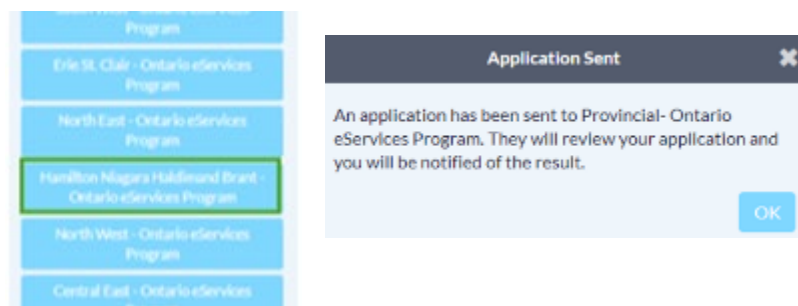 Program
Erie St. Clair - Ontario eServices
Program
North East - Ontario eServices
Program
Hamilton Niagara Haldimand Brant -
Ontario eServices Program
North West - Ontario eServices
Program
Central East - Ontario eServices
Application Sent
An application has been sent to Provincial- Ontario
eServices Program. They will review your application and
you will be notified of the result.
OK